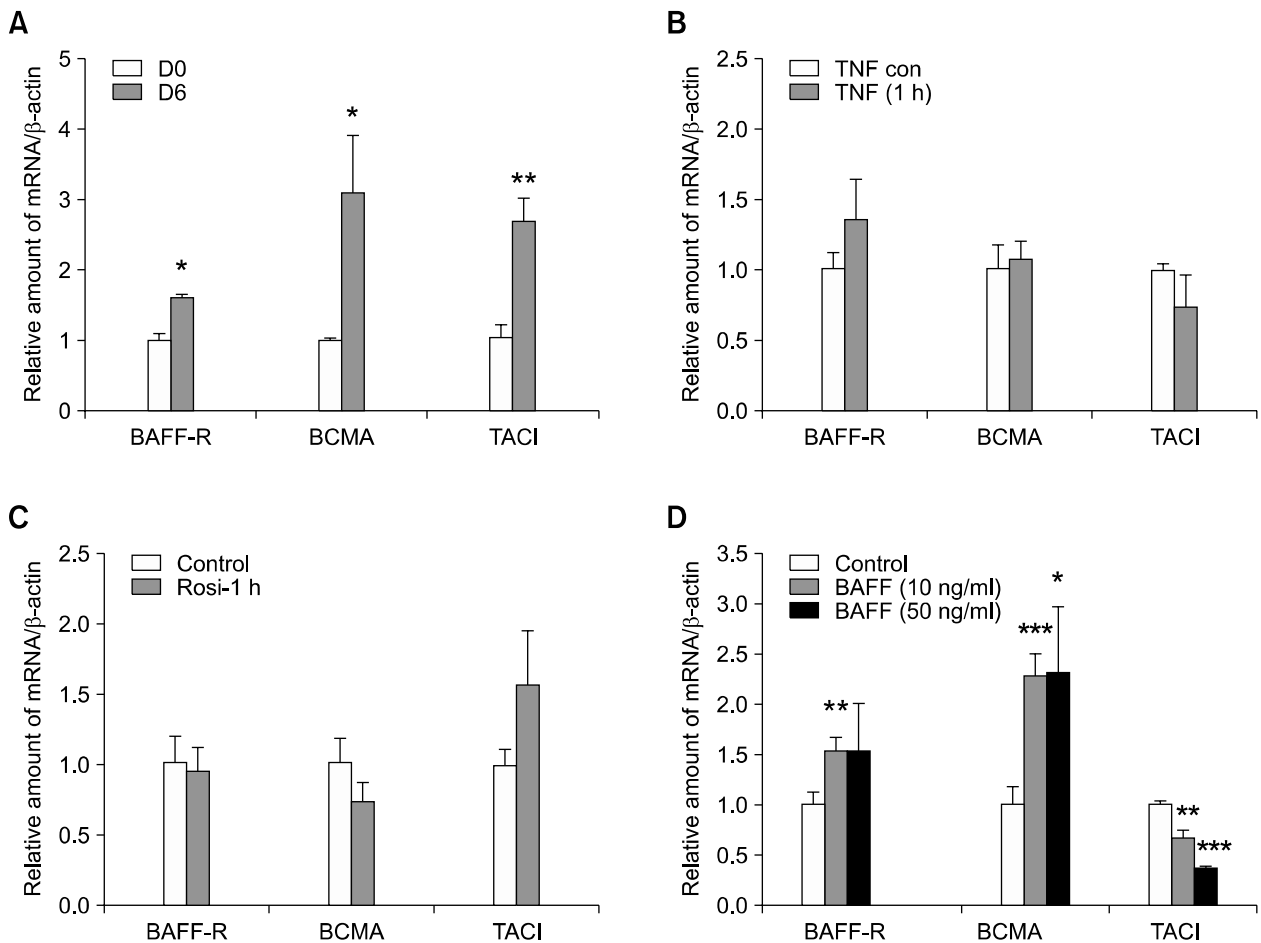 A
Relative amount of mRNA/β-actin
5
4
3
2
1
0
D0
D6
*
*
**
BAFF-R BCMA TACI
B
Relative amount of mRNA/β-actin
2.5
2.0
1.5
1.0
0.5
0.0
TNF con
TNF (1 h)
BAFF-R BCMA TACI
C
Relative amount of mRNA/β-actin
2.5
2.0
1.5
1.0
0.5
0.0
Control
Rosi-1 h
BAFF-R BCMA TACI
D
Relative amount of mRNA/β-actin
3.5
3.0
2.5
2.0
1.5
1.0
0.5
0.0
Control
BAFF (10 ng/ml)
BAFF (50 ng/ml)
**
***
*
**
***
BAFF-R BCMA TACI